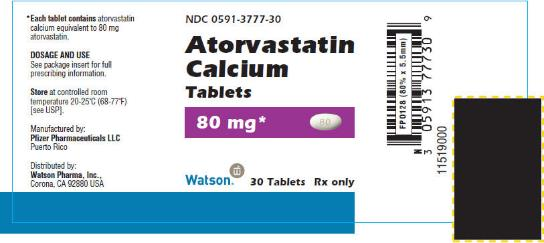 *Each tablet contains atorvastatin
calcium equivalent to 80 mg
atorvastatin.
DOSAGE AND USE
See package insert for full
prescribing information.
Store at controlled room
temperature 20-25°C (68-77°F)
[see USP].
Manufactured by:
Pfizer Pharmaceuticals LLC
Puerto Rico
Distributed by:
Watson Pharma, Inc.,
Corona, CA 92880 USA
NDC 0591-3777-30
Atorvastatin
Calcium
Tablets
80 mg*
80
Watson.
30 Tablets Rx only
FP0128 (80% x 5.5mm)
N
3 05913 77730 9
11519000